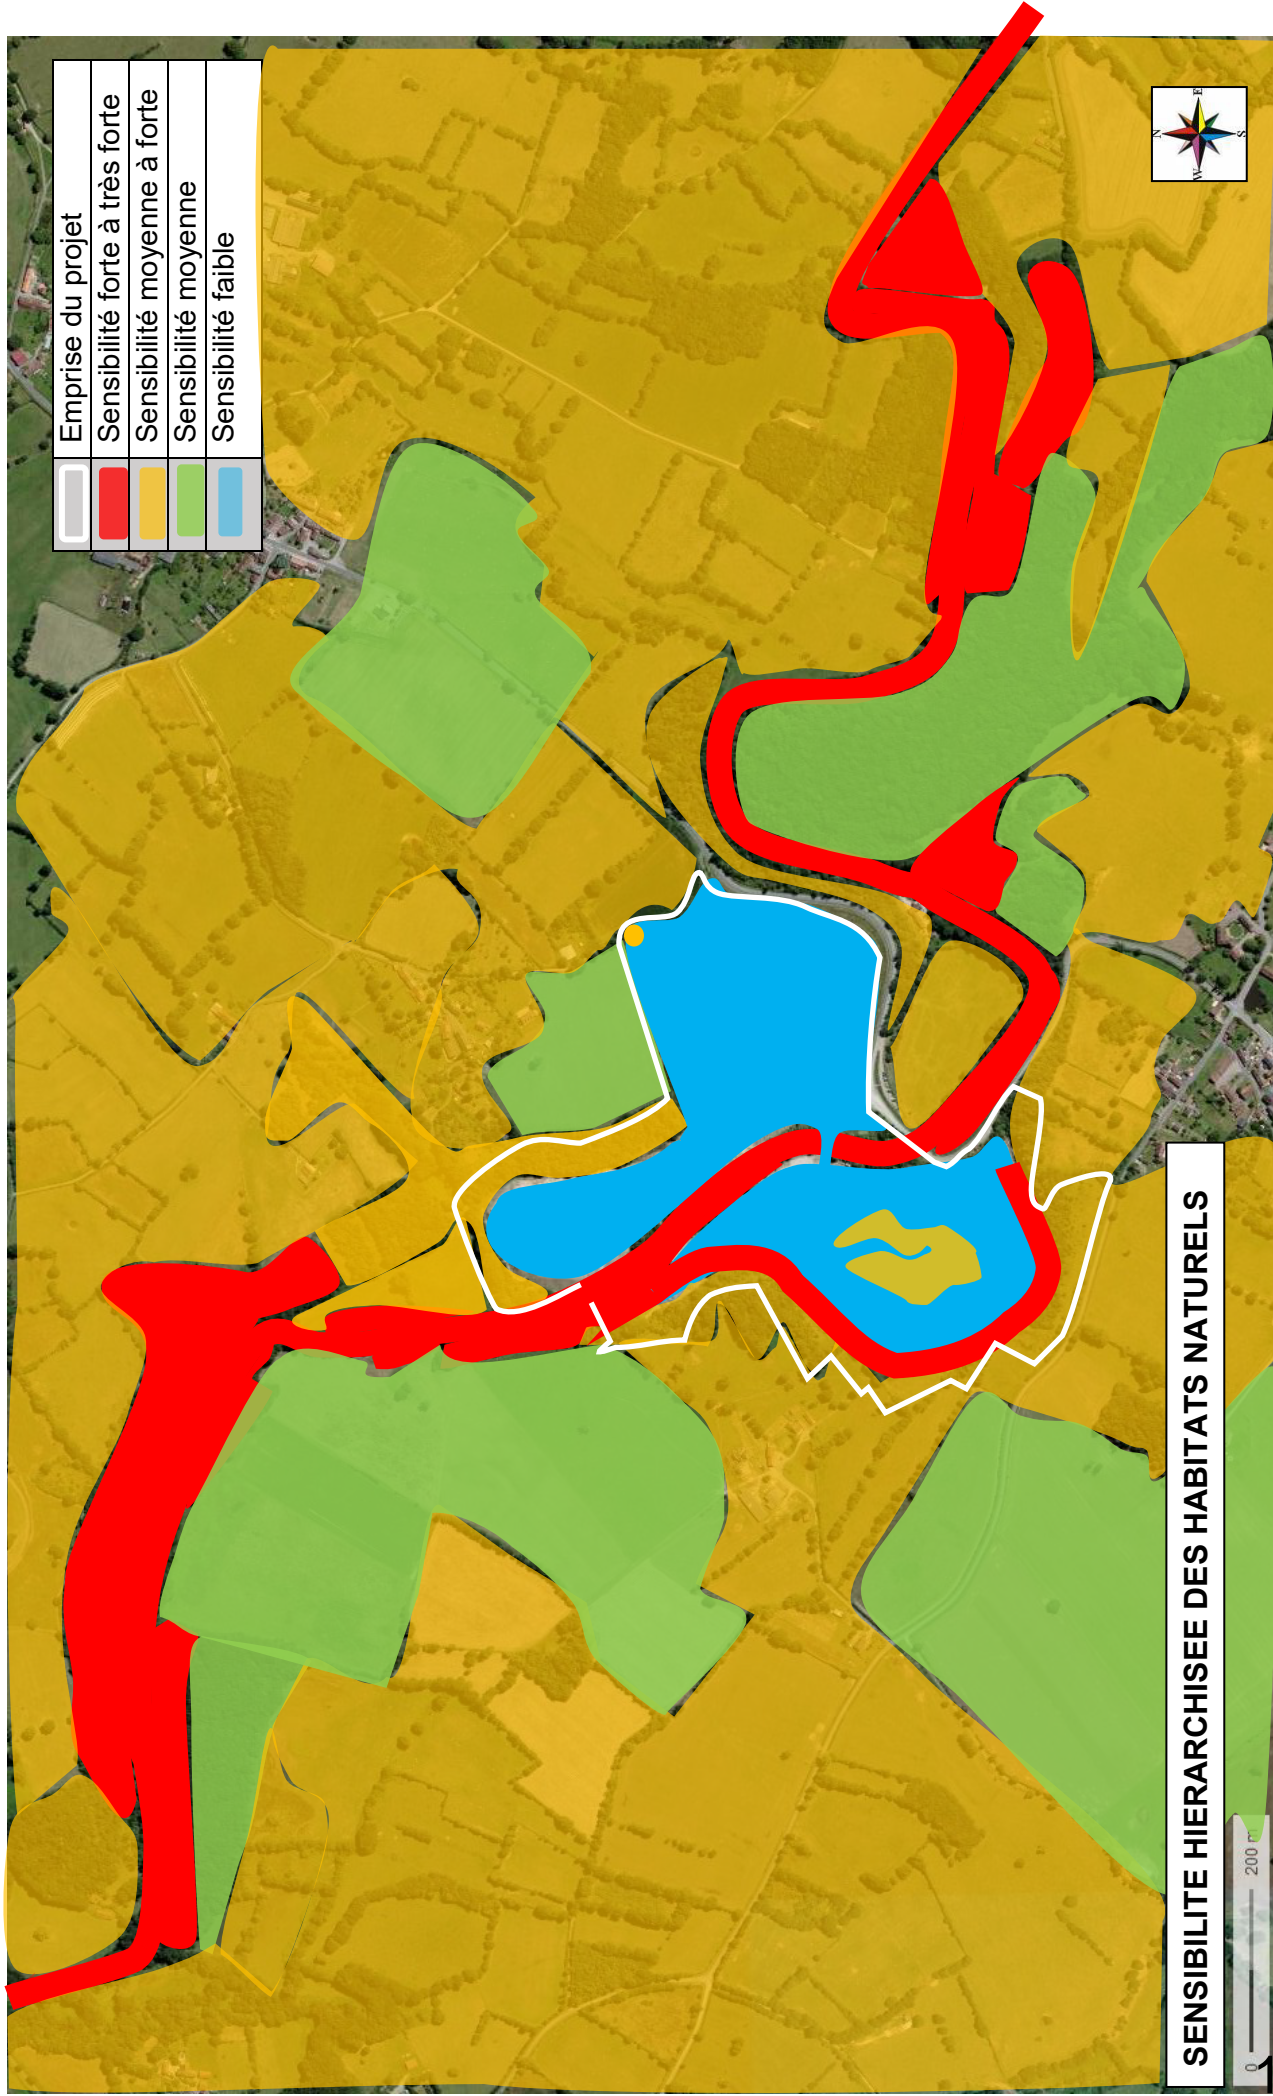 Emprise du projet
Sensibilité forte à très forte
Sensibilité moyenne à forte
Sensibilité moyenne
Sensibilité faible
N
E
S
W
SENSIBILITE HIERARCHISEE DES HABITATS NATURELS
0 200 m
1